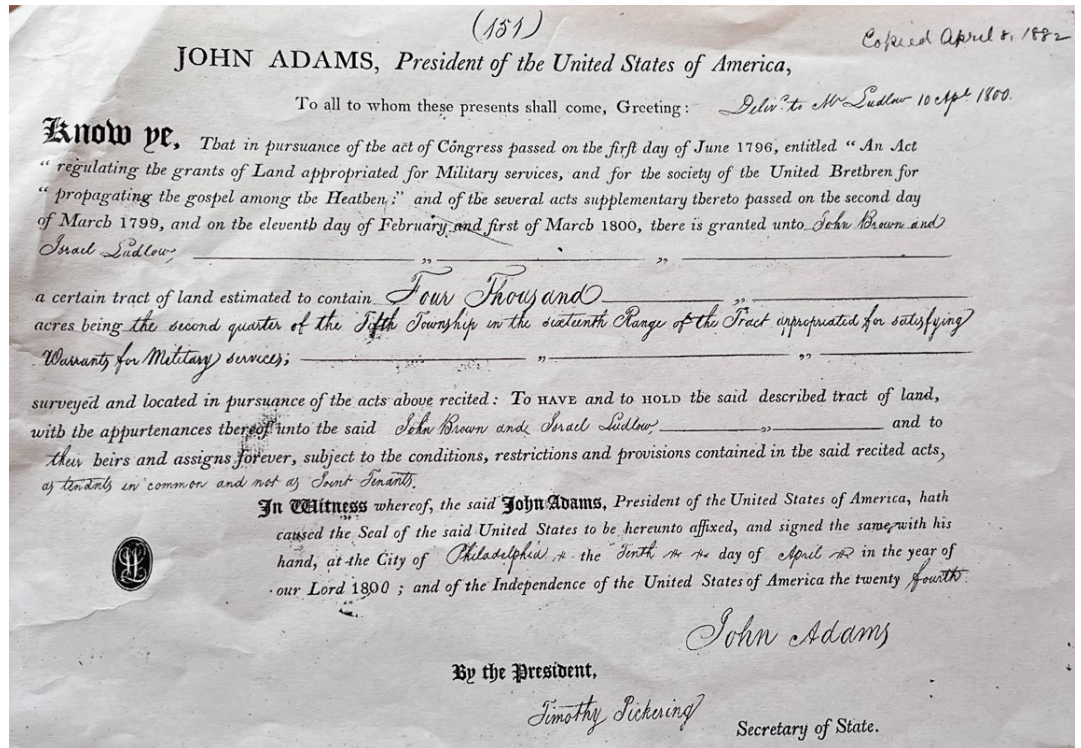 (151)
Copied April 8, 1882
JOHN ADAMS, President of the United States of America,
To all to whom these presents shall come, Greeting: Deliv.d to Mr Ludlow 10 Apl. 1800.
Know ye, That in pursuance of the act of Congress passed on the first day of June 1796, entitled “ An Act
“ regulating the grants of Land appropriated for Military services, and for the society of the United Brethren for
“ propagating the gospel among the Heathen;” and of the several acts supplementary thereto passed on the second day
of March 1799, and on the eleventh day of February and first of March 1800, there is granted unto John Brown and
Israel Ludlow, ,, ,,
a certain tract of land estimated to contain Four Thousand ,,
acres being the second quarter of the Fifth Township in the sixteenth Range of the Tract appropriated for satisfying
Warrants for Military services; ,, ,,
surveyed and located in pursuance of the acts above recited: To HAVE and to HOLD the said described tract of land,
with the appurtenances thereof unto the said John Brown and Israel Ludlow, ,, and to
their heirs and assigns forever, subject to the conditions, restrictions and provisions contained in the said recited acts,
as tenants in common and not as Joint Tenants.
In Witness whereof, the said John Adams, President of the United States of America, hath
caused the Seal of the said United States to be hereunto affixed, and signed the same with his
hand, at the City of Philadelphia the Tenth day of April in the year of
our Lord 1800 ; and of the Independence of the United States of America the twenty fourth.
John Adams
By the President,
Timothy Pickering
Secretary of State.